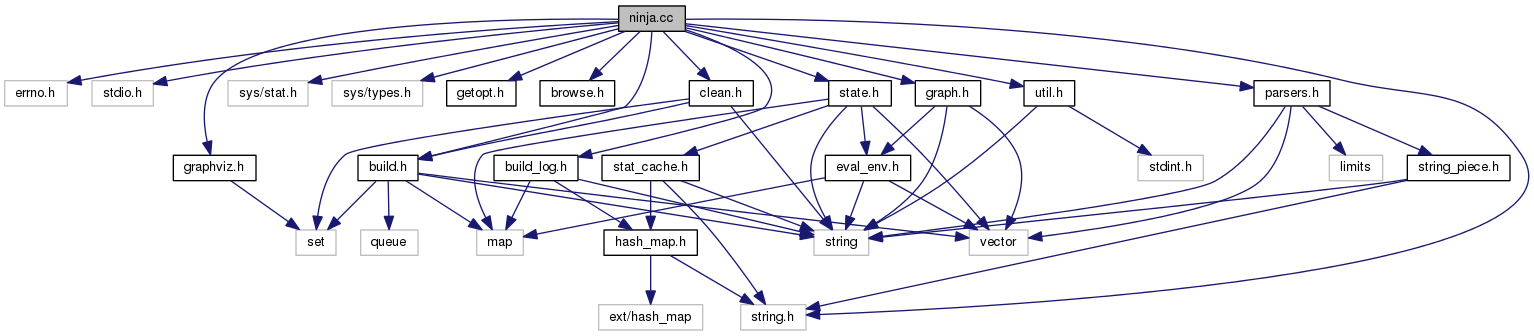 ninja.cc
errno.h
stdio.h
sys/stat.h
sys/types.h
getopt.h
browse.h
clean.h
state.h
graph.h
util.h
parsers.h
graphviz.h
build.h
build_log.h
stat_cache.h
eval_env.h
stdint.h
limits
string_piece.h
set
queue
map
hash_map.h
string
vector
ext/hash_map
string.h